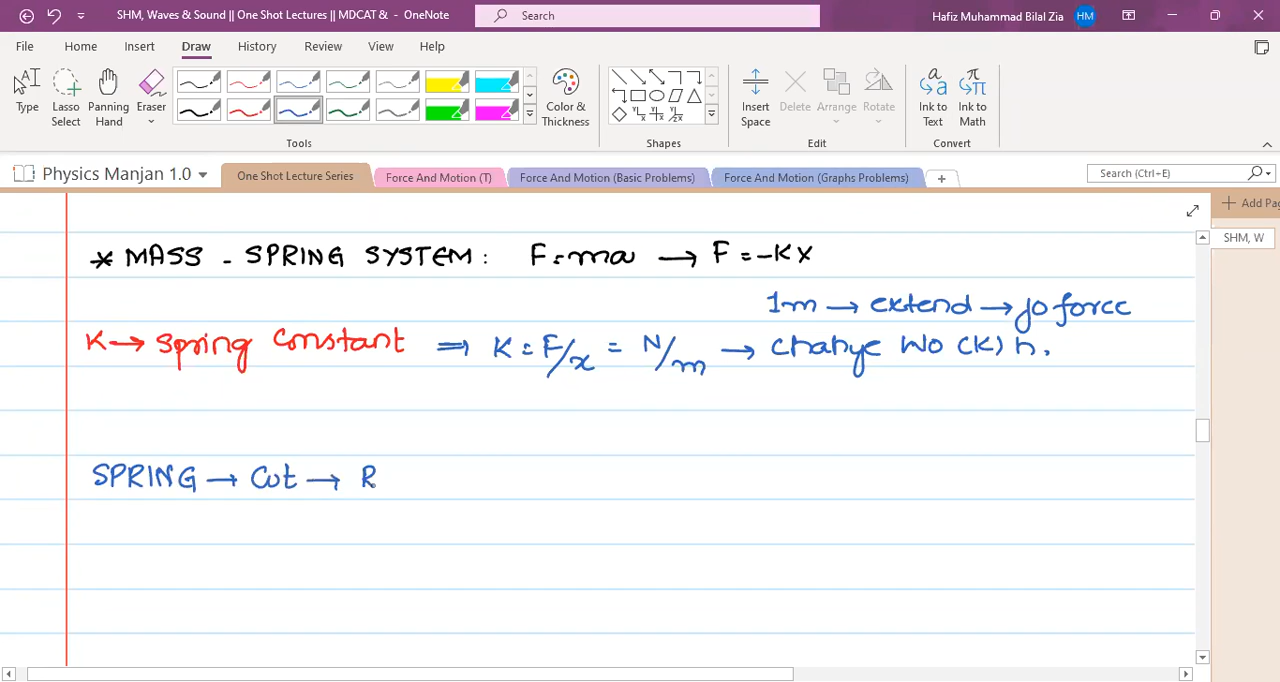 SHM, Waves & Sound || One Shot Lectures || MDCAT & - OneNote
Search
Hafiz Muhammad Bilal Zia
HM
File Home Insert Draw History Review View Help
Type
Lasso Select
Panning Hand
Eraser
Color & Thickness
Insert Space
Delete
Arrange
Rotate
Ink to Text
Ink to Math
Tools Shapes Edit Convert
Physics Manjan 1.0
One Shot Lecture Series
Force And Motion (T)
Force And Motion (Basic Problems)
Force And Motion (Graphs Problems)
Search (Ctrl+E)
Add Pag
SHM, W
* MASS - SPRING SYSTEM: F=ma → F=-KX
1m → extend → jo force
K → Spring Constant ⇒ K = F/x = N/m → change wo (K) h.
SPRING → Cut → R